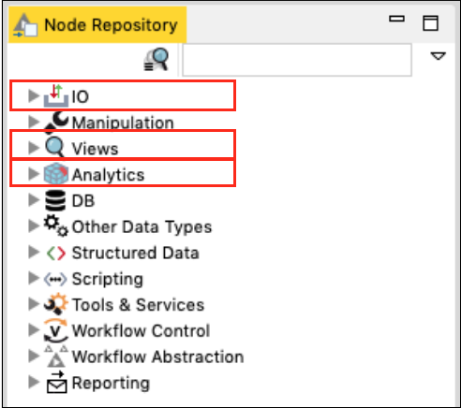 Node Repository
IO
Manipulation
Views
Analytics
DB
Other Data Types
Structured Data
Scripting
Tools & Services
Workflow Control
Workflow Abstraction
Reporting